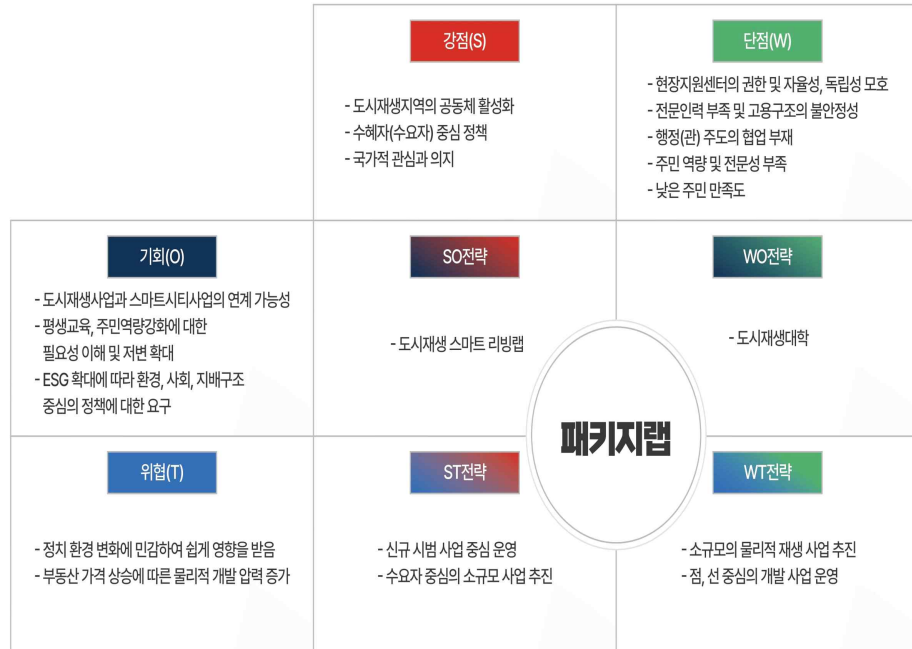 강점(S)
- 도시재생지역의 공동체 활성화
- 수혜자(수요자) 중심 정책
- 국가적 관심과 의지
단점(W)
- 현장지원센터의 권한 및 자율성, 독립성 모호
- 전문인력 부족 및 고용구조의 불안정성
- 행정(관) 주도의 협업 부재
- 주민 역량 및 전문성 부족
- 낮은 주민 만족도
기회(O)
- 도시재생사업과 스마트시티사업의 연계 가능성
- 평생교육, 주민역량강화에 대한
필요성 이해 및 저변 확대
- ESG 확대에 따라 환경, 사회, 지배구조
중심의 정책에 대한 요구
SO전략
- 도시재생 스마트 리빙랩
WO전략
- 도시재생대학
패키지랩
위협(T)
- 정치 환경 변화에 민감하여 쉽게 영향을 받음
- 부동산 가격 상승에 따른 물리적 개발 압력 증가
ST전략
- 신규 시범 사업 중심 운영
- 수요자 중심의 소규모 사업 추진
WT전략
- 소규모의 물리적 재생 사업 추진
- 점, 선 중심의 개발 사업 운영